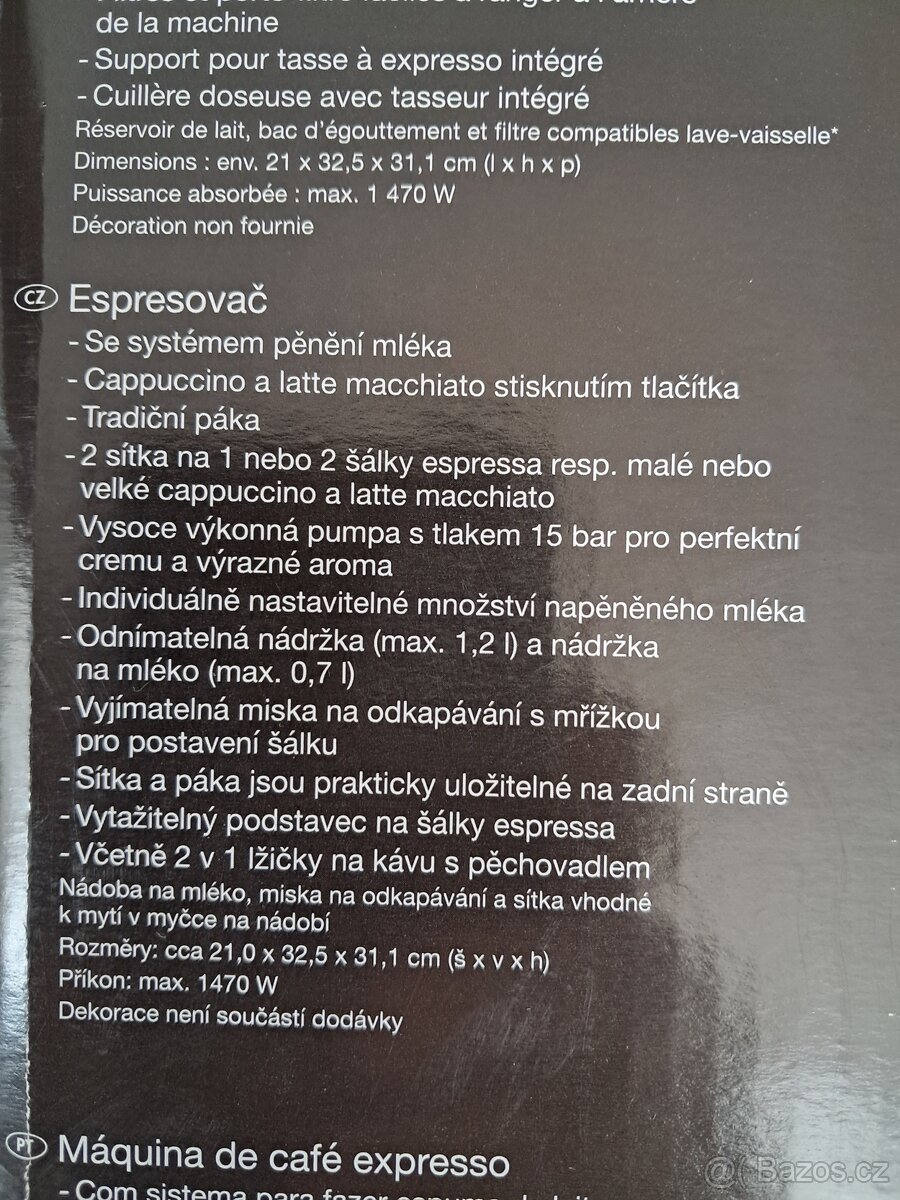 de la machine
- Support pour tasse à expresso intégré
- Cuillère doseuse avec tasseur intégré
Réservoir de lait, bac d'égouttement et filtre compatibles lave-vaisselle*
Dimensions : env. 21 x 32,5 x 31,1 cm (l x h x p)
Puissance absorbée : max. 1 470 W
Décoration non fournie
CZ Espresovač
- Se systémem pěnění mléka
- Cappuccino a latte macchiato stisknutím tlačítka
- Tradiční páka
- 2 sítka na 1 nebo 2 šálky espressa resp. malé nebo
velké cappuccino a latte macchiato
- Vysoce výkonná pumpa s tlakem 15 bar pro perfektní
cremu a výrazné aroma
- Individuálně nastavitelné množství napěněného mléka
- Odnímatelná nádržka (max. 1,2 l) a nádržka
na mléko (max. 0,7 l)
- Vyjímatelná miska na odkapávání s mřížkou
pro postavení šálku
- Sítka a páka jsou prakticky uložitelné na zadní straně
- Vytažitelný podstavec na šálky espressa
- Včetně 2 v 1 lžičky na kávu s pěchovadlem
Nádoba na mléko, miska na odkapávání a sítka vhodné
k mytí v myčce na nádobí
Rozměry: cca 21,0 x 32,5 x 31,1 cm (š x v x h)
Příkon: max. 1470 W
Dekorace není součástí dodávky
PT Máquina de café expresso
- Com sistema para fazer espuma de leite
@ Bazos.cz